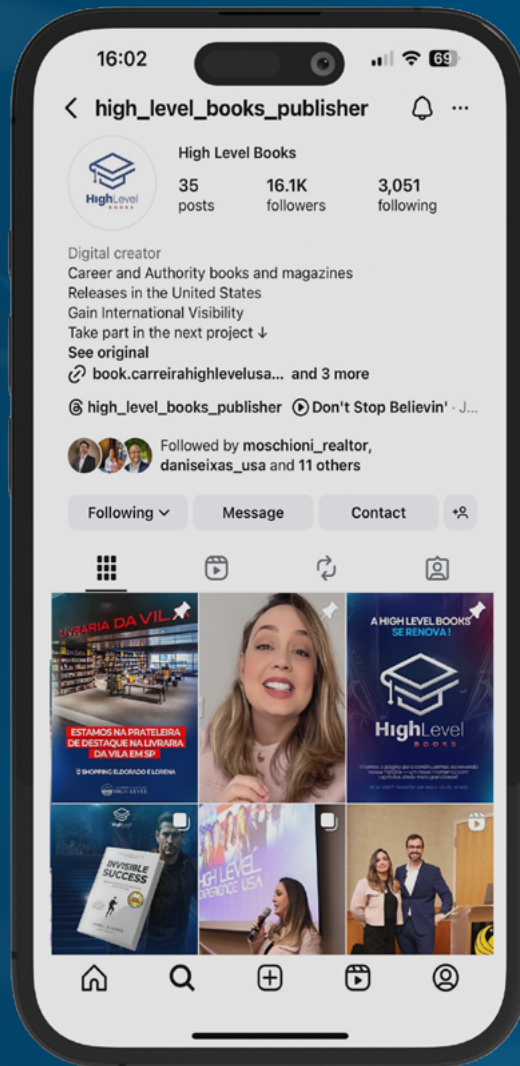 16:02
69
high_level_books_publisher
HighLevel
BOOKS
High Level Books
35 16.1K 3,051
posts followers following
Digital creator
Career and Authority books and magazines
Releases in the United States
Gain International Visibility
Take part in the next project ↓
See original
book.carreirahighlevelusa... and 3 more
high_level_books_publisher Don't Stop Believin' · J...
Followed by moschioni_realtor,
daniseixas_usa and 11 others
Following Message Contact
LIVRARIA DA VILA
ESTAMOS NA PRATELEIRA
DE DESTAQUE NA LIVRARIA
DA VILA EM SP
SHOPPING ELDORADO E LORENA
A HIGH LEVEL BOOKS
SE RENOVA!
HighLevel
BOOKS
HighLevel
INVISIBLE
SUCCESS
HIGH LEVEL
EXPERIENCE USA